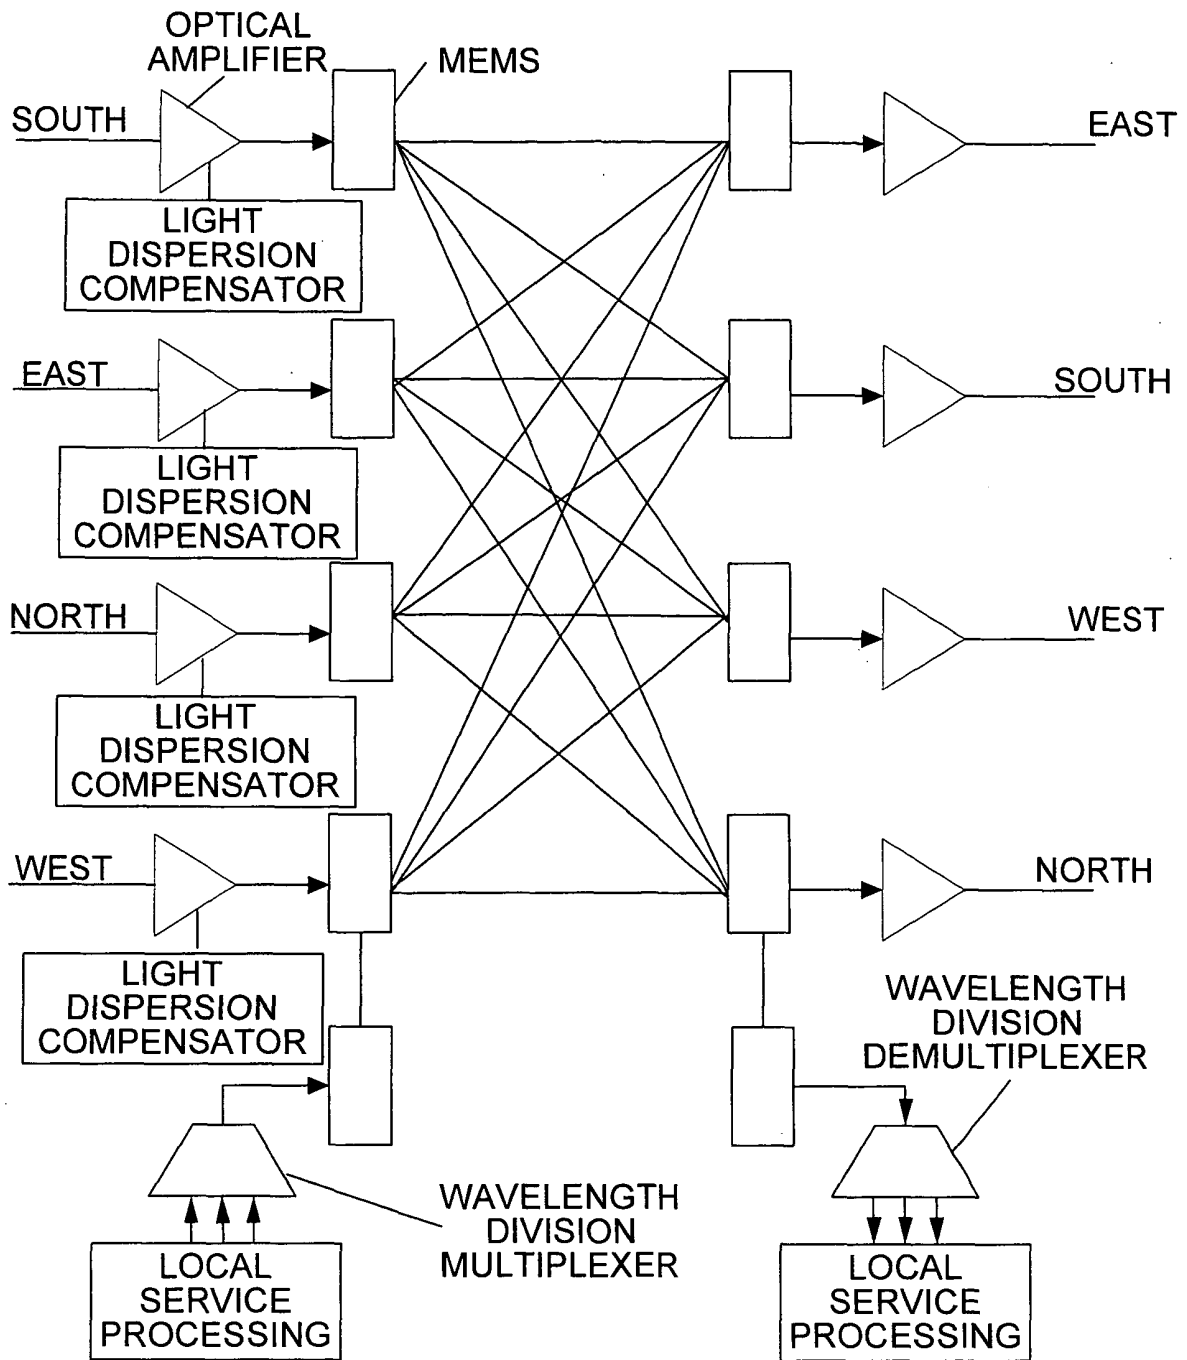 OPTICAL
AMPLIFIER
MEMS
SOUTH
EAST
LIGHT
DISPERSION
COMPENSATOR
EAST
SOUTH
LIGHT
DISPERSION
COMPENSATOR
NORTH
WEST
LIGHT
DISPERSION
COMPENSATOR
WEST
NORTH
LIGHT
DISPERSION
COMPENSATOR
WAVELENGTH
DIVISION
DEMULTIPLEXER
WAVELENGTH
DIVISION
MULTIPLEXER
LOCAL
SERVICE
PROCESSING
LOCAL
SERVICE
PROCESSING